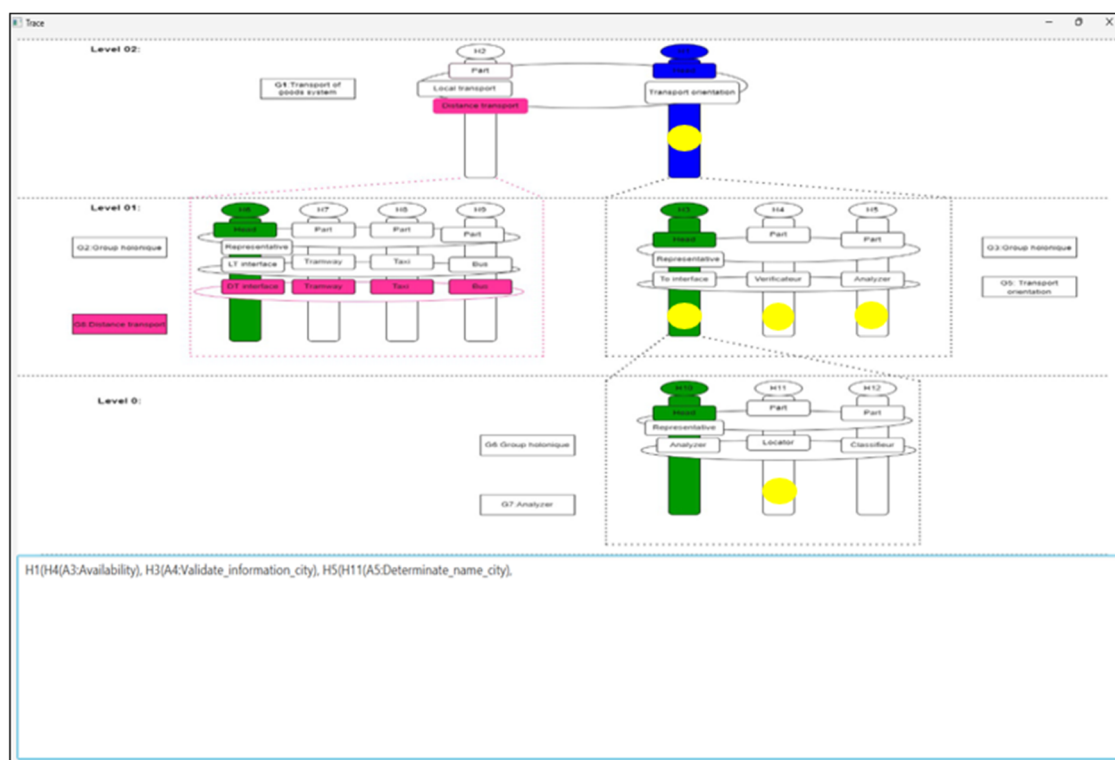 Trace
Level 02:
H2
H1
Part
Head
G1:Transport of
goods system
Local transport
Transport orientation
Distance transport
Level 01:
H6
H7
H8
H9
H3
H4
H5
Head
Part
Part
Part
Head
Part
Part
G2:Group holonique
G3:Group holonique
Representative
Representative
LT interface
Tramway
Taxi
Bus
To interface
Verificateur
Analyzer
G5: Transport
orientation
DT interface
Tramway
Taxi
Bus
G8:Distance transport
Level 0:
H10
H11
H12
Head
Part
Part
Representative
G6:Group holonique
Analyzer
Locator
Classifieur
G7:Analyzer
H1(H4(A3:Availability), H3(A4:Validate_information_city), H5(H11(A5:Determinate_name_city),